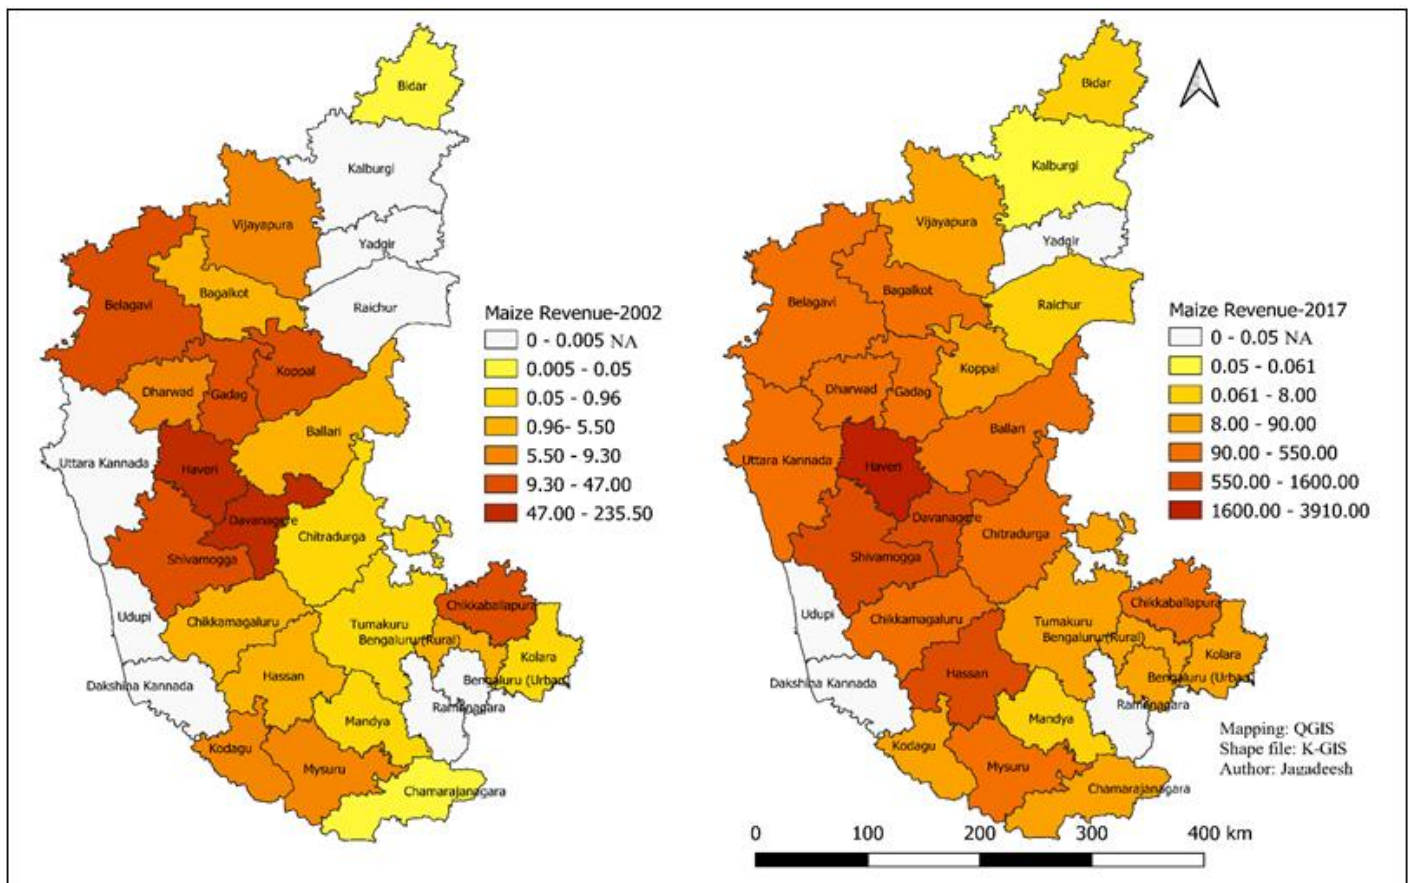 Bidar
Kalburgi
Vijayapura
Yadgir
Raichur
Bagalkot
Belagavi
Koppal
Dharwad
Gadag
Ballari
Uttara Kannada
Haveri
Davanagere
Chitradurga
Shivamogga
Chikkaballapura
Udupi
Chikkamagaluru
Tumakuru
Bengalurur(Rural)
Kolara
Hassan
Bengaluru (Urban)
Dakshina Kannada
Ramanagara
Mandya
Kodagu
Mysuru
Chamarajanagara
Maize Revenue-2002
0 - 0.005 NA
0.005 - 0.05
0.05 - 0.96
0.96- 5.50
5.50 - 9.30
9.30 - 47.00
47.00 - 235.50
Bidar
Kalburgi
Vijayapura
Yadgir
Raichur
Bagalkot
Belagavi
Koppal
Dharwad
Gadag
Ballari
Uttara Kannada
Haveri
Davanagere
Chitradurga
Shivamogga
Chikkaballapura
Udupi
Chikkamagaluru
Tumakuru
Bengalurur(Rural)
Kolara
Hassan
Bengaluru (Urban)
Dakshina Kannada
Ramanagara
Mandya
Kodagu
Mysuru
Chamarajanagara
Maize Revenue-2017
0 - 0.05 NA
0.05 - 0.061
0.061 - 8.00
8.00 - 90.00
90.00 - 550.00
550.00 - 1600.00
1600.00 - 3910.00
Mapping: QGIS
Shape file: K-GIS
Author: Jagadeesh
0 100 200 300 400 km